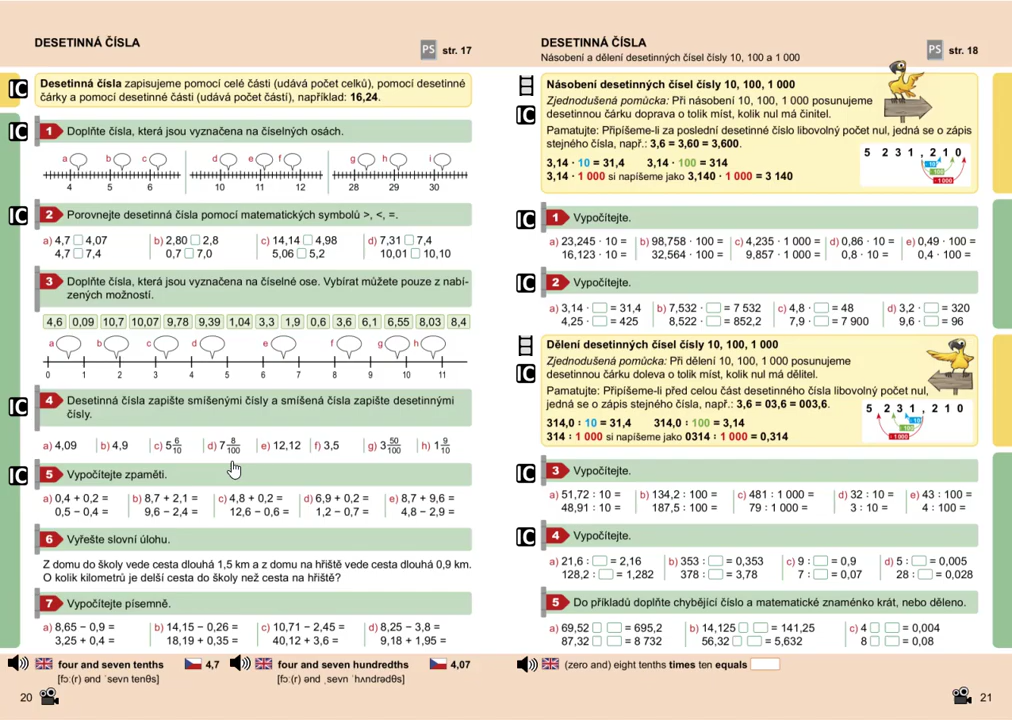 DESETINNÁ ČÍSLA
PS str. 17
Desetinná čísla zapisujeme pomocí celé části (udává počet celků), pomocí desetinné
čárky a pomocí desetinné části (udává počet částí), například: 16,24.
1 Doplňte čísla, která jsou vyznačena na číselných osách.
a b c d e f g h i
4 5 6 10 11 12 28 29 30
2 Porovnejte desetinná čísla pomocí matematických symbolů >, <, =.
a) 4,7 □ 4,07 b) 2,80 □ 2,8 c) 14,14 □ 4,98 d) 7,31 □ 7,4
4,7 □ 7,4 0,7 □ 7,0 5,06 □ 5,2 10,01 □ 10,10
3 Doplňte čísla, která jsou vyznačena na číselné ose. Vybírat můžete pouze z nabí-
zených možností.
4,6 0,09 10,7 10,07 9,78 9,39 1,04 3,3 1,9 0,6 3,6 6,1 6,55 8,03 8,4
a b c d e f g h
0 1 2 3 4 5 6 7 8 9 10 11
4 Desetinná čísla zapište smíšenými čísly a smíšená čísla zapište desetinnými
čísly.
a) 4,09 b) 4,9 c) 5 6/10 d) 7 8/100 e) 12,12 f) 3,5 g) 3 50/100 h) 1 9/10
5 Vypočítejte zpaměti.
a) 0,4 + 0,2 = b) 8,7 + 2,1 = c) 4,8 + 0,2 = d) 6,9 + 0,2 = e) 8,7 + 9,6 =
0,5 − 0,4 = 9,6 − 2,4 = 12,6 − 0,6 = 1,2 − 0,7 = 4,8 − 2,9 =
6 Vyřešte slovní úlohu.
Z domu do školy vede cesta dlouhá 1,5 km a z domu na hřiště vede cesta dlouhá 0,9 km.
O kolik kilometrů je delší cesta do školy než cesta na hřiště?
7 Vypočítejte písemně.
a) 8,65 − 0,9 = b) 14,15 − 0,26 = c) 10,71 − 2,45 = d) 8,25 − 3,8 =
3,25 + 0,4 = 18,19 + 0,35 = 40,12 + 3,6 = 9,18 + 1,95 =
four and seven tenths 4,7 four and seven hundredths 4,07
[fɔː(r) ənd ˈsevn tenθs] [fɔː(r) ənd ˌsevn ˈhʌndrədθs]
20
DESETINNÁ ČÍSLA
Násobení a dělení desetinných čísel čísly 10, 100 a 1 000
PS str. 18
Násobení desetinných čísel čísly 10, 100, 1 000
Zjednodušená pomůcka: Při násobení 10, 100, 1 000 posunujeme
desetinnou čárku doprava o tolik míst, kolik nul má činitel.
Pamatujte: Připíšeme-li za poslední desetinné číslo libovolný počet nul, jedná se o zápis
stejného čísla, např.: 3,6 = 3,60 = 3,600.
3,14 · 10 = 31,4 3,14 · 100 = 314
3,14 · 1 000 si napíšeme jako 3,140 · 1 000 = 3 140
5 2 3 1 , 2 1 0
· 10
· 100
· 1 000
1 Vypočítejte.
a) 23,245 · 10 = b) 98,758 · 100 = c) 4,235 · 1 000 = d) 0,86 · 10 = e) 0,49 · 100 =
16,123 · 10 = 32,564 · 100 = 9,857 · 1 000 = 0,8 · 10 = 0,4 · 100 =
2 Vypočítejte.
a) 3,14 · □ = 31,4 b) 7,532 · □ = 7 532 c) 4,8 · □ = 48 d) 3,2 · □ = 320
4,25 · □ = 425 8,522 · □ = 852,2 7,9 · □ = 7 900 9,6 · □ = 96
Dělení desetinných čísel čísly 10, 100, 1 000
Zjednodušená pomůcka: Při dělení 10, 100, 1 000 posunujeme
desetinnou čárku doleva o tolik míst, kolik nul má dělitel.
Pamatujte: Připíšeme-li před celou část desetinného čísla libovolný počet nul,
jedná se o zápis stejného čísla, např.: 3,6 = 03,6 = 003,6.
314,0 : 10 = 31,4 314,0 : 100 = 3,14
314 : 1 000 si napíšeme jako 0314 : 1 000 = 0,314
5 2 3 1 , 2 1 0
: 10
: 100
: 1 000
3 Vypočítejte.
a) 51,72 : 10 = b) 134,2 : 100 = c) 481 : 1 000 = d) 32 : 10 = e) 43 : 100 =
48,91 : 10 = 187,5 : 100 = 79 : 1 000 = 3 : 10 = 4 : 100 =
4 Vypočítejte.
a) 21,6 : □ = 2,16 b) 353 : □ = 0,353 c) 9 : □ = 0,9 d) 5 : □ = 0,005
128,2 : □ = 1,282 378 : □ = 3,78 7 : □ = 0,07 28 : □ = 0,028
5 Do příkladů doplňte chybějící číslo a matematické znaménko krát, nebo děleno.
a) 69,52 □ □ = 695,2 b) 14,125 □ □ = 141,25 c) 4 □ □ = 0,004
87,32 □ □ = 8 732 56,32 □ □ = 5,632 8 □ □ = 0,08
(zero and) eight tenths times ten equals
21